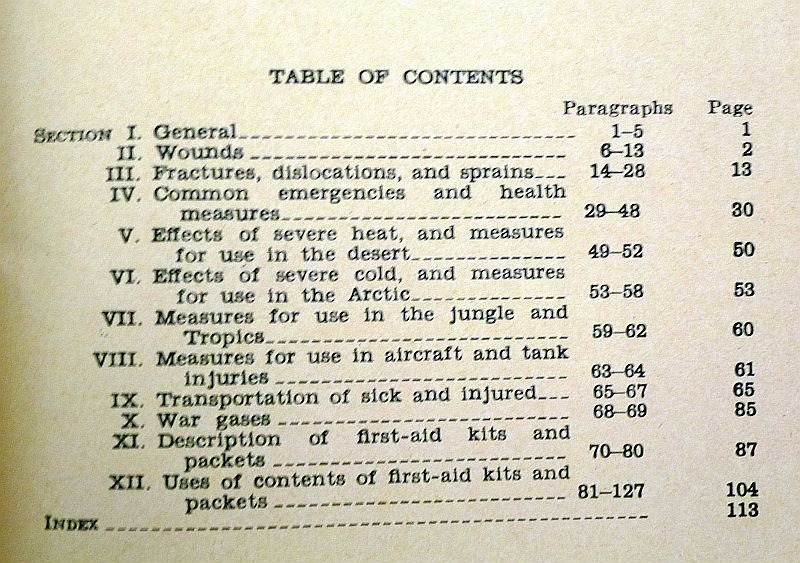 TABLE OF CONTENTS
Paragraphs Page
SECTION I. General 1–5 1
II. Wounds 6–13 2
III. Fractures, dislocations, and sprains 14–28 13
IV. Common emergencies and health
measures 29–48 30
V. Effects of severe heat, and measures
for use in the desert 49–52 50
VI. Effects of severe cold, and measures
for use in the Arctic 53–58 53
VII. Measures for use in the jungle and
Tropics 59–62 60
VIII. Measures for use in aircraft and tank
injuries 63–64 61
IX. Transportation of sick and injured 65–67 65
X. War gases 68–69 85
XI. Description of first-aid kits and
packets 70–80 87
XII. Uses of contents of first-aid kits and
packets 81–127 104
INDEX 113